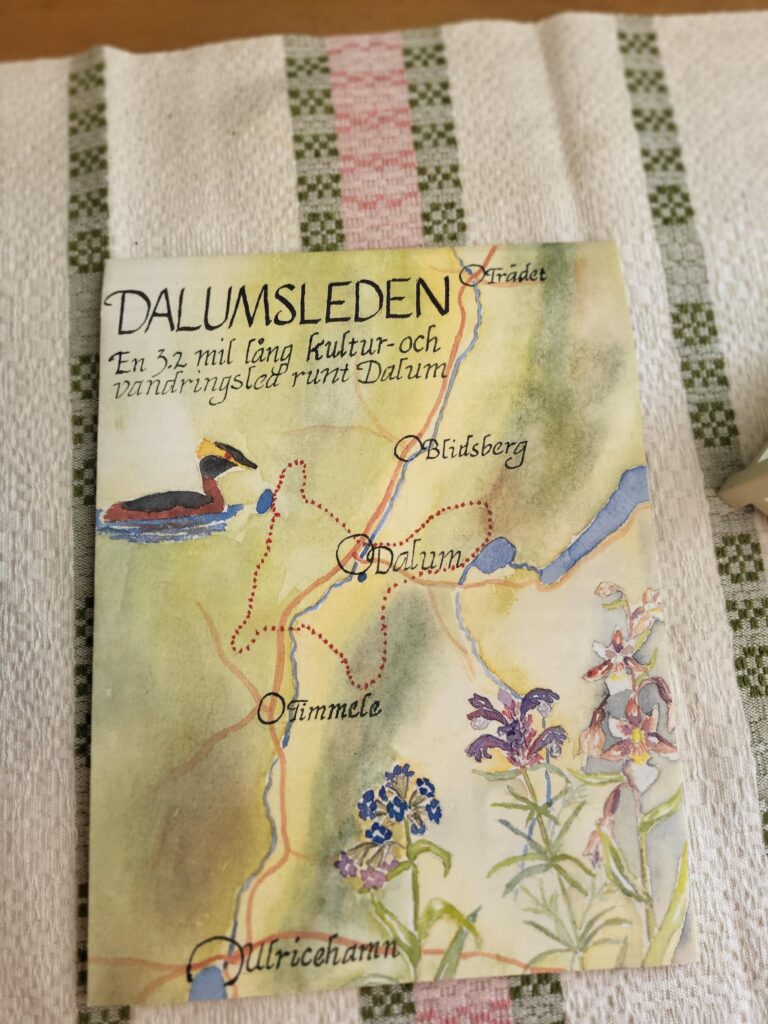 DALUMSLEDEN
En 3.2 mil lång kultur-och
vandringsled runt Dalum
Trädet
Blidsberg
Dalum
Timmele
Ulricehamn